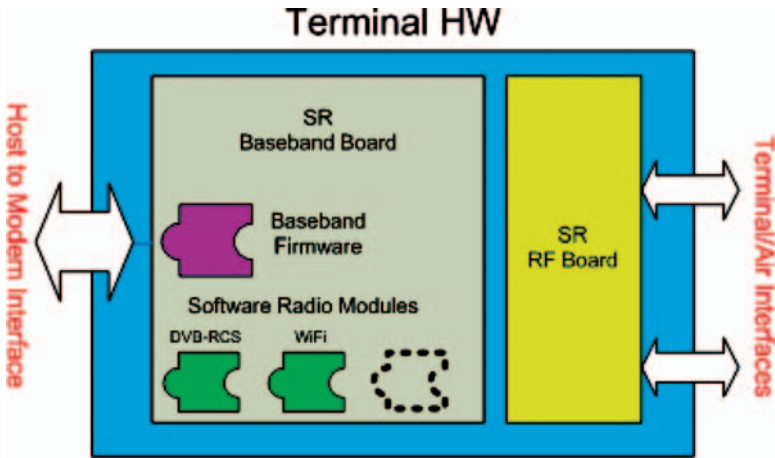 Terminal HW
Host to Modem Interface
SR
Baseband Board
Baseband
Firmware
Software Radio Modules
DVB-RCS
WiFi
SR
RF Board
Terminal/Air Interfaces